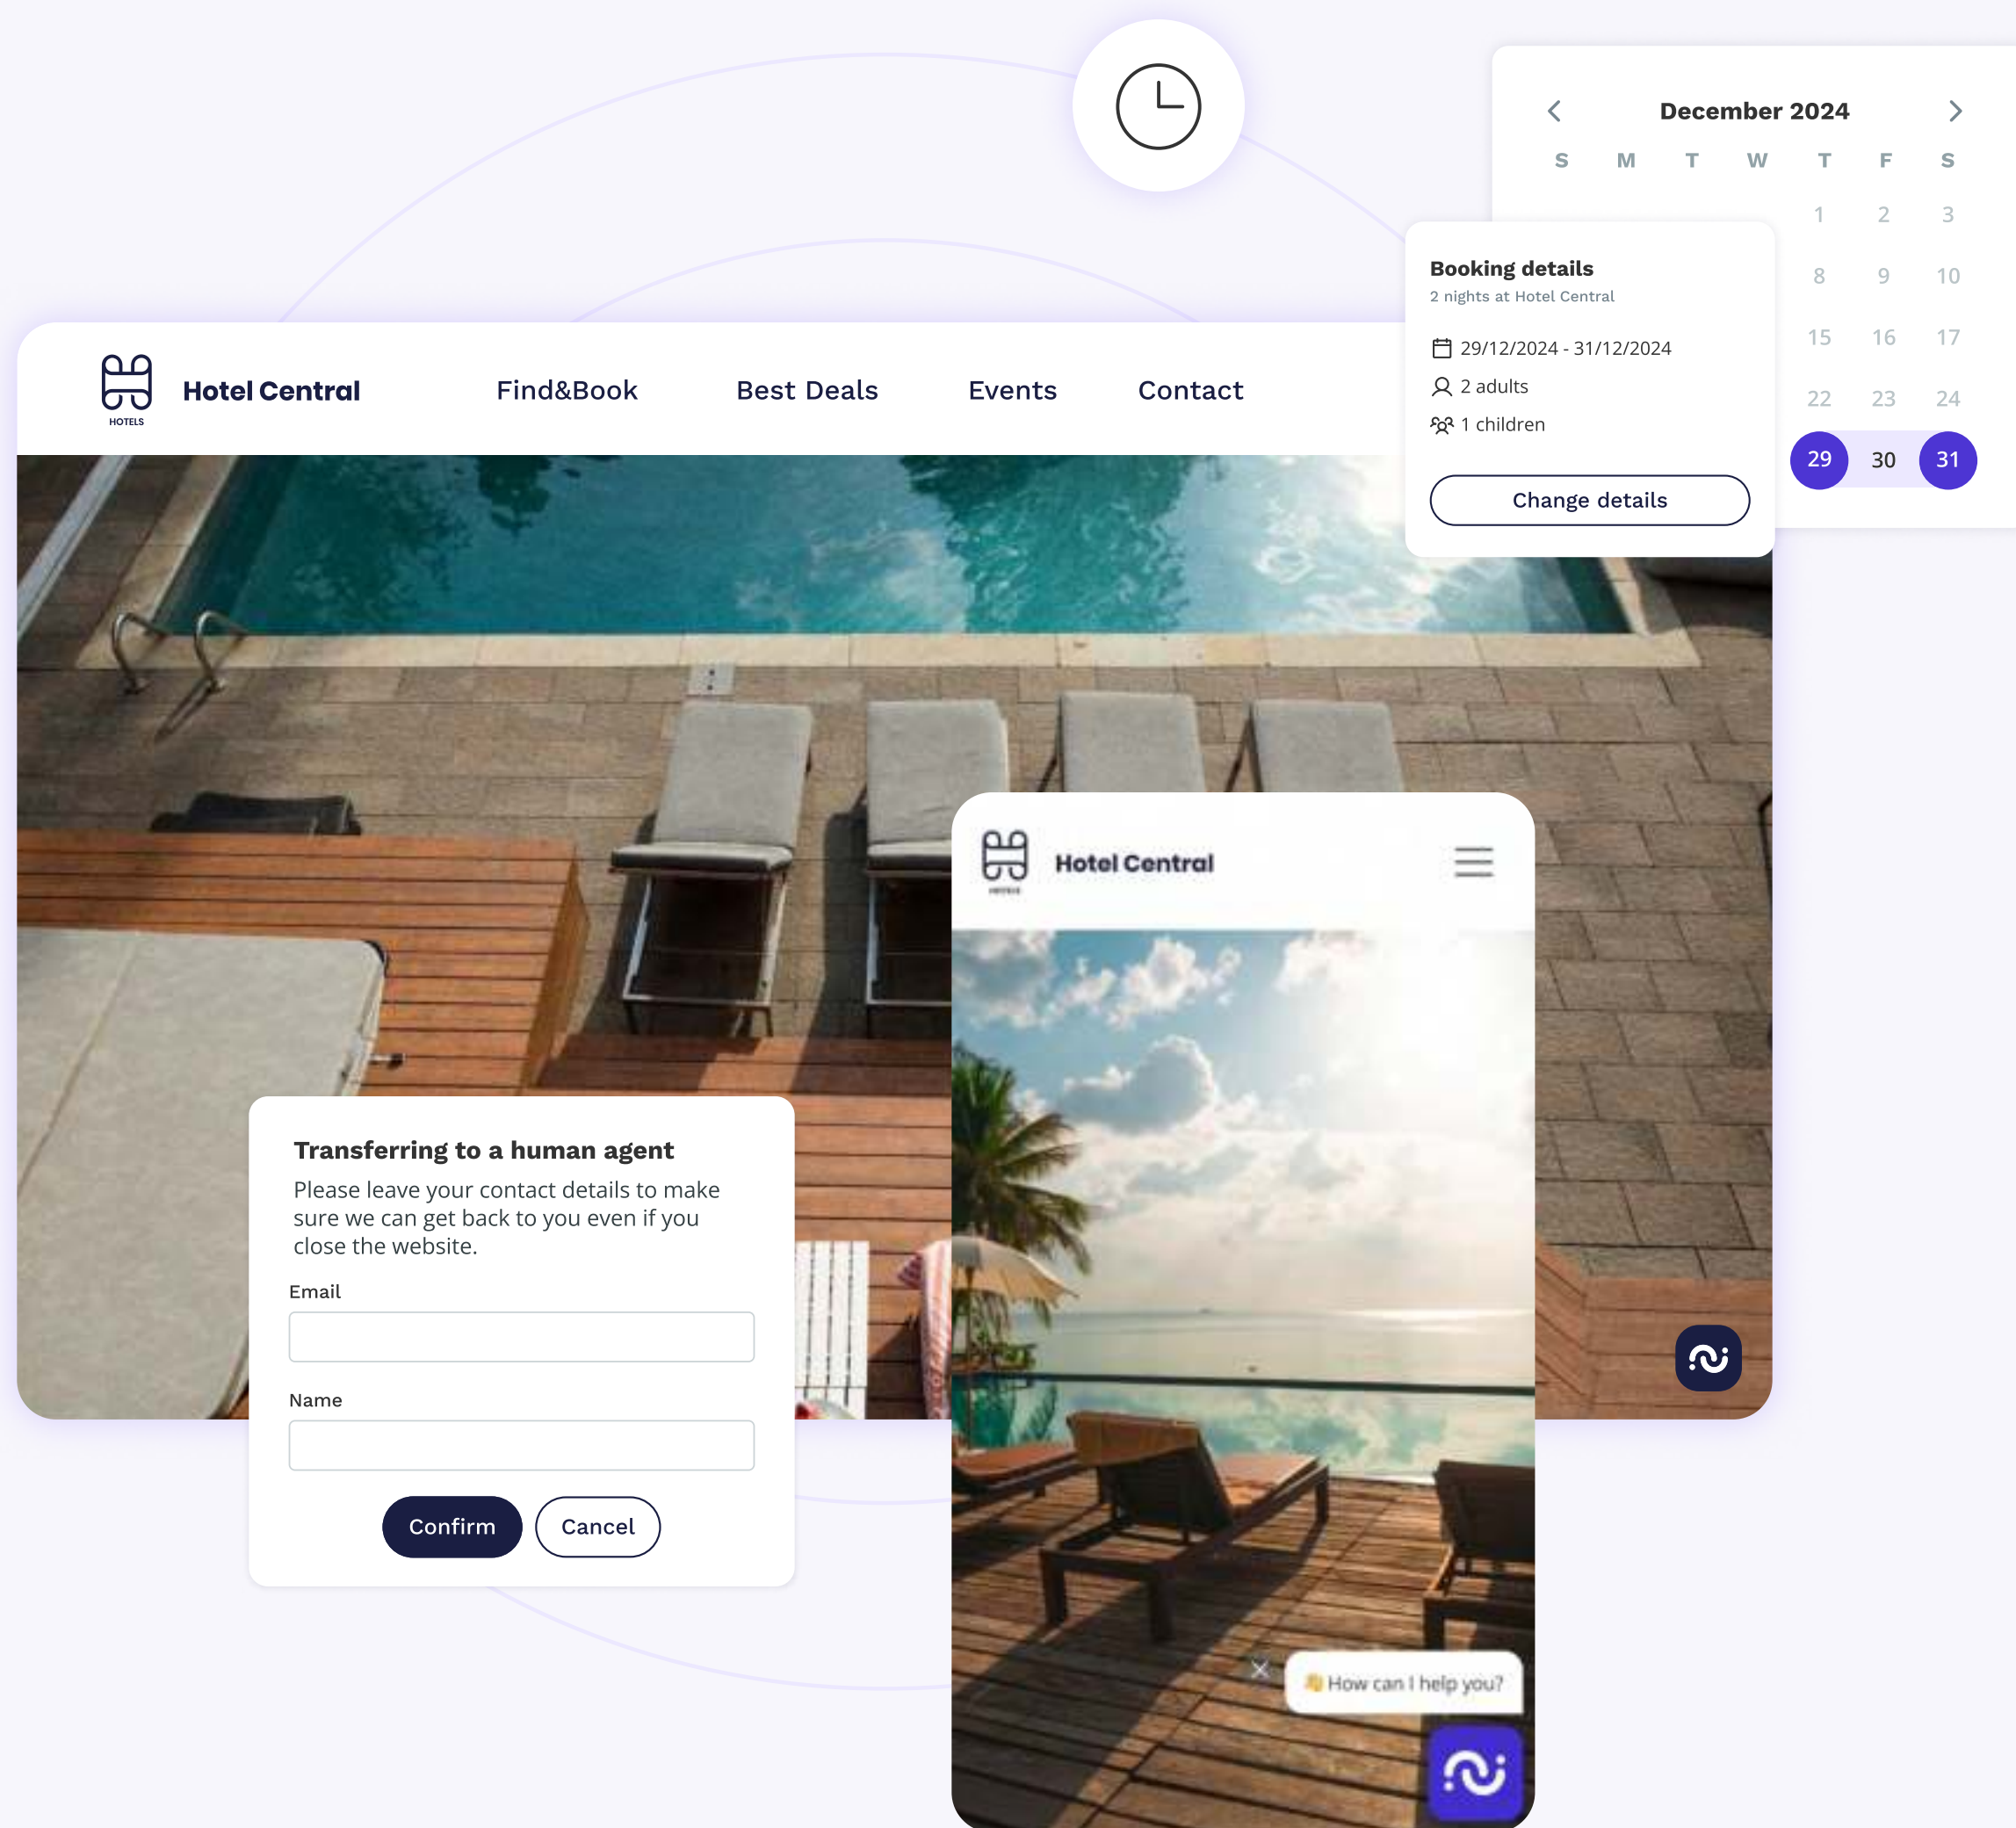 December 2024
S M T W T F S
1 2 3
8 9 10
15 16 17
22 23 24
29 30 31
Booking details
2 nights at Hotel Central
29/12/2024 - 31/12/2024
2 adults
1 children
Change details
HOTELS
Hotel Central
Find&Book
Best Deals
Events
Contact
HOTELS
Hotel Central
Transferring to a human agent
Please leave your contact details to make
sure we can get back to you even if you
close the website.
Email
Name
Confirm
Cancel
👋 How can I help you?